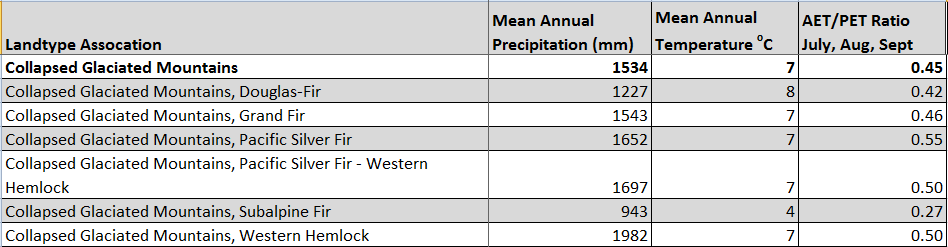 Landtype Assocation Mean Annual Precipitation (mm) Mean Annual Temperature ⁰C AET/PET Ratio July, Aug, Sept
Collapsed Glaciated Mountains 1534 7 0.45
Collapsed Glaciated Mountains, Douglas-Fir 1227 8 0.42
Collapsed Glaciated Mountains, Grand Fir 1543 7 0.46
Collapsed Glaciated Mountains, Pacific Silver Fir 1652 7 0.55
Collapsed Glaciated Mountains, Pacific Silver Fir - Western
Hemlock 1697 7 0.50
Collapsed Glaciated Mountains, Subalpine Fir 943 4 0.27
Collapsed Glaciated Mountains, Western Hemlock 1982 7 0.50